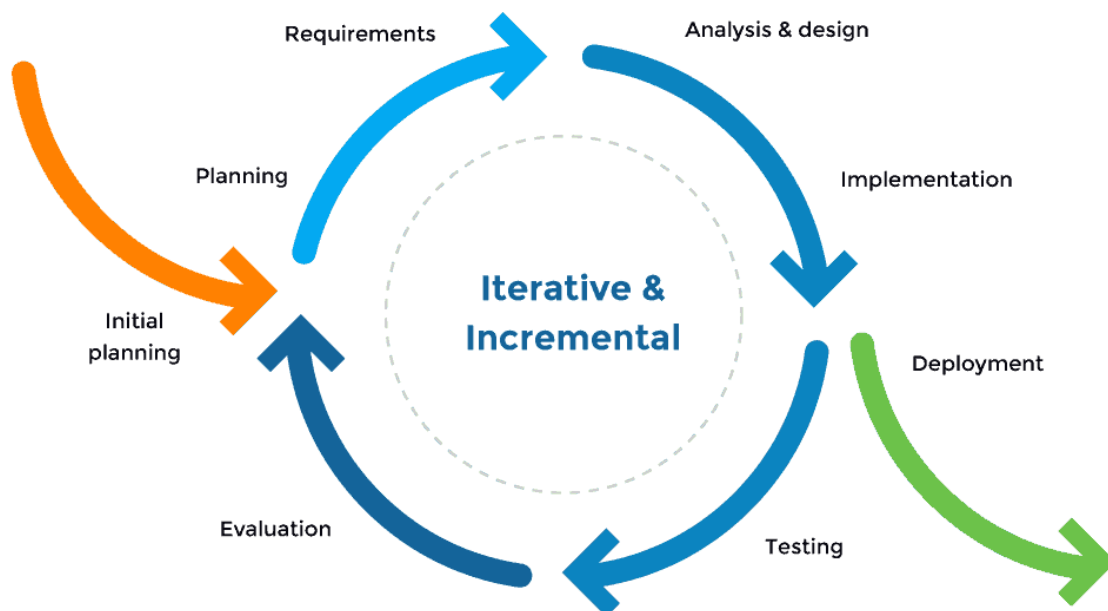 Requirements
Analysis & design
Planning
Implementation
Iterative &
Incremental
Initial
planning
Deployment
Evaluation
Testing